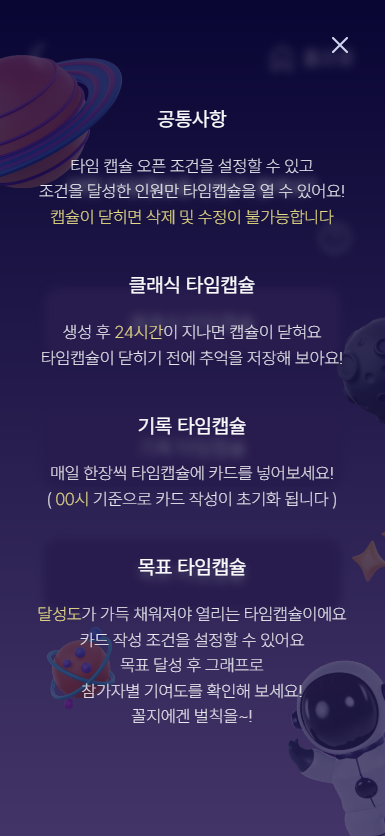 공통사항
타임 캡슐 오픈 조건을 설정할 수 있고
조건을 달성한 인원만 타임캡슐을 열 수 있어요!
캡슐이 닫히면 삭제 및 수정이 불가능합니다
클래식 타임캡슐
생성 후 24시간이 지나면 캡슐이 닫혀요
타임캡슐이 닫히기 전에 추억을 저장해 보아요!
기록 타임캡슐
매일 한장씩 타임캡슐에 카드를 넣어보세요!
( 00시 기준으로 카드 작성이 초기화 됩니다 )
목표 타임캡슐
달성도가 가득 채워져야 열리는 타임캡슐이에요
카드 작성 조건을 설정할 수 있어요
목표 달성 후 그래프로
참가자별 기여도를 확인해 보세요!
꼴지에겐 벌칙을~!